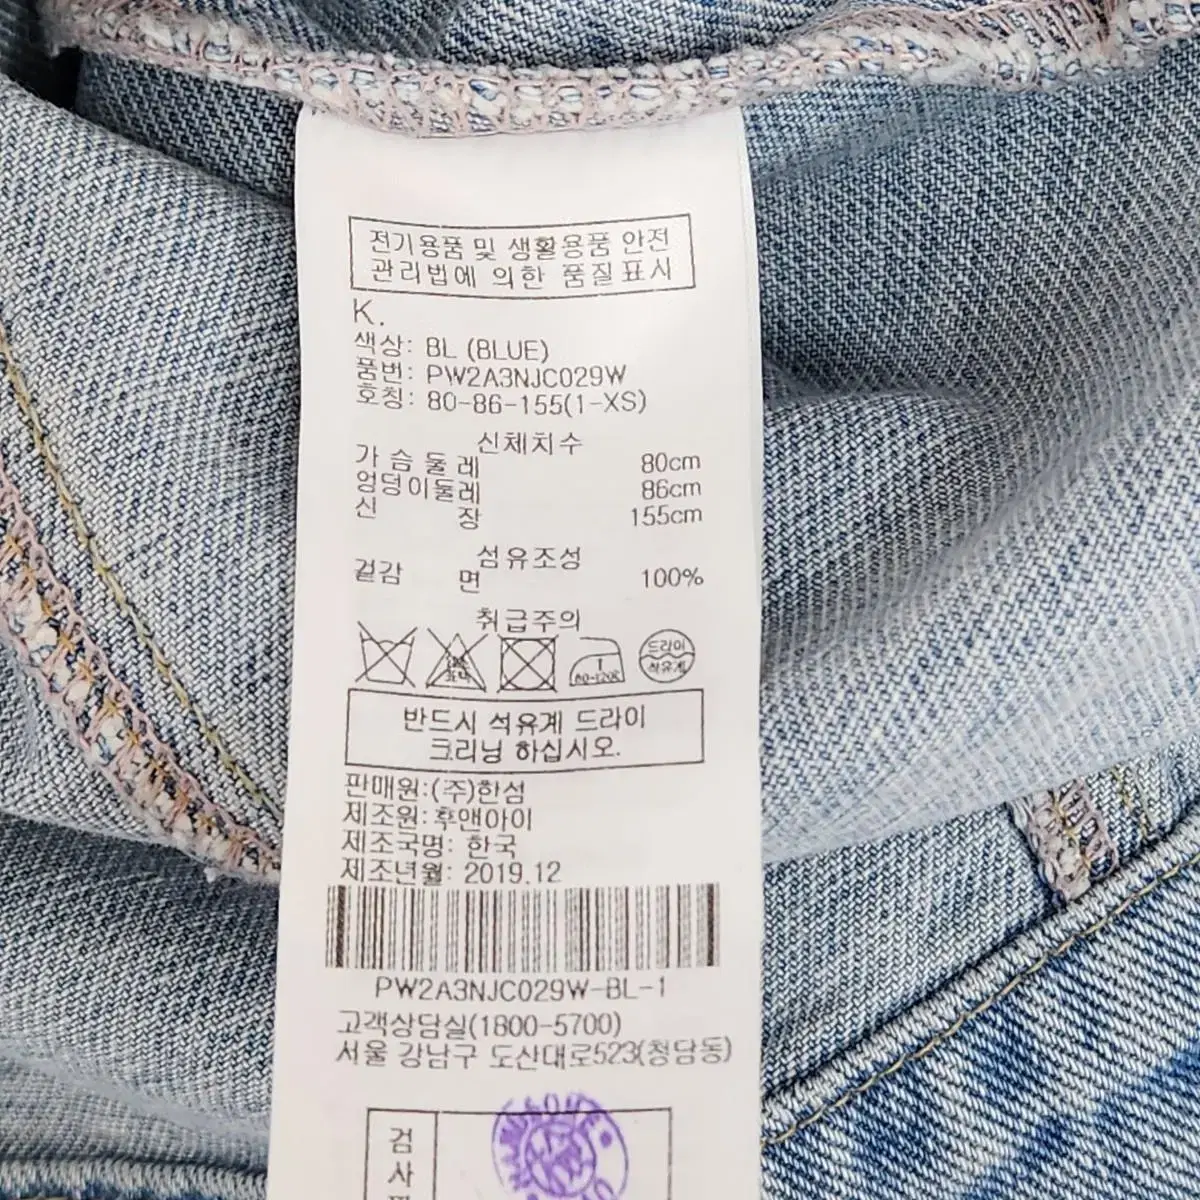 전기용품 및 생활용품 안전
관리법에 의한 품질표시
K.
색상: BL (BLUE)
품번: PW2A3NJC029W
호칭: 80-86-155(1-XS)
신체치수
가슴둘레 80cm
엉덩이둘레 86cm
신장 155cm
섬유조성
겉감 면 100%
취급주의
드라이
석유계
반드시 석유계 드라이
크리닝 하십시오.
판매원:(주)한섬
제조원: 후앤아이
제조국명: 한국
제조년월: 2019.12
PW2A3NJC029W-BL-1
고객상담실(1800-5700)
서울 강남구 도산대로523(청담동)
검
사